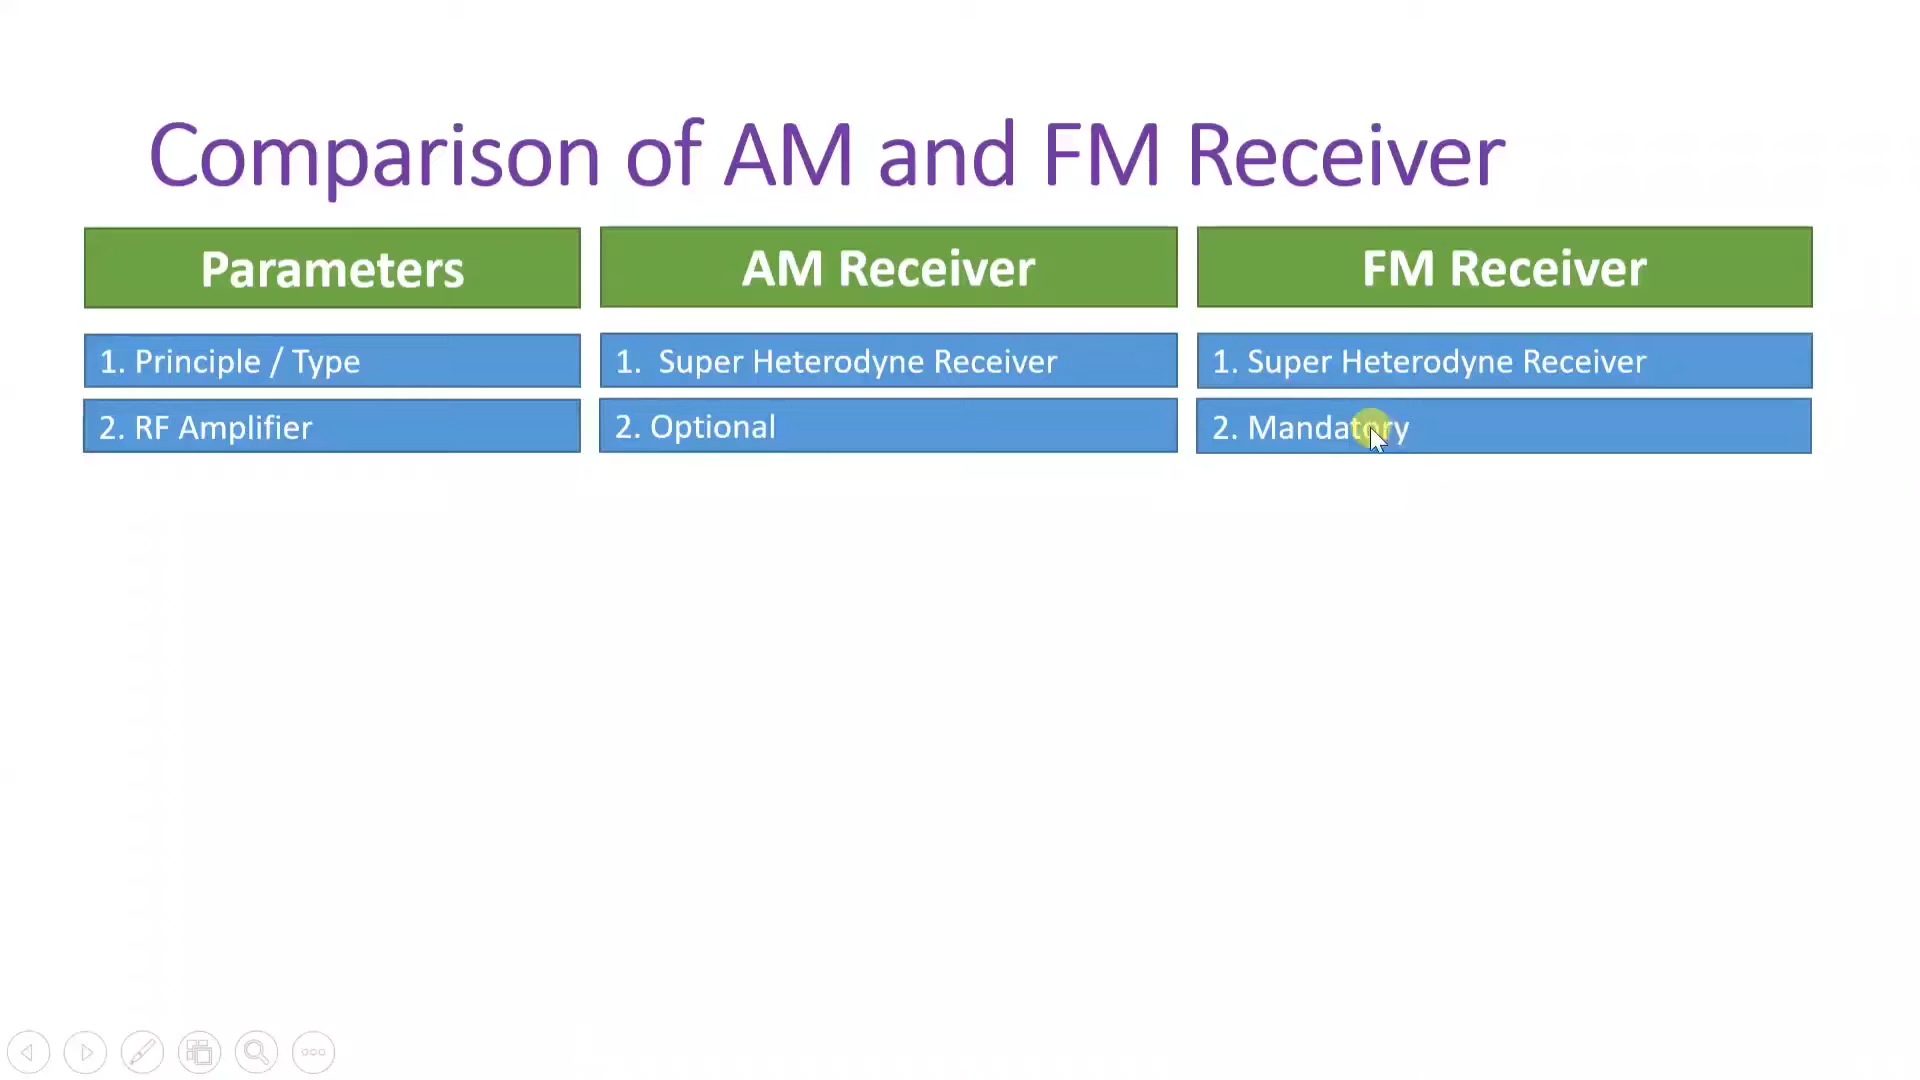 Comparison of AM and FM Receiver
Parameters
AM Receiver
FM Receiver
1. Principle / Type
1. Super Heterodyne Receiver
1. Super Heterodyne Receiver
2. RF Amplifier
2. Optional
2. Mandatory